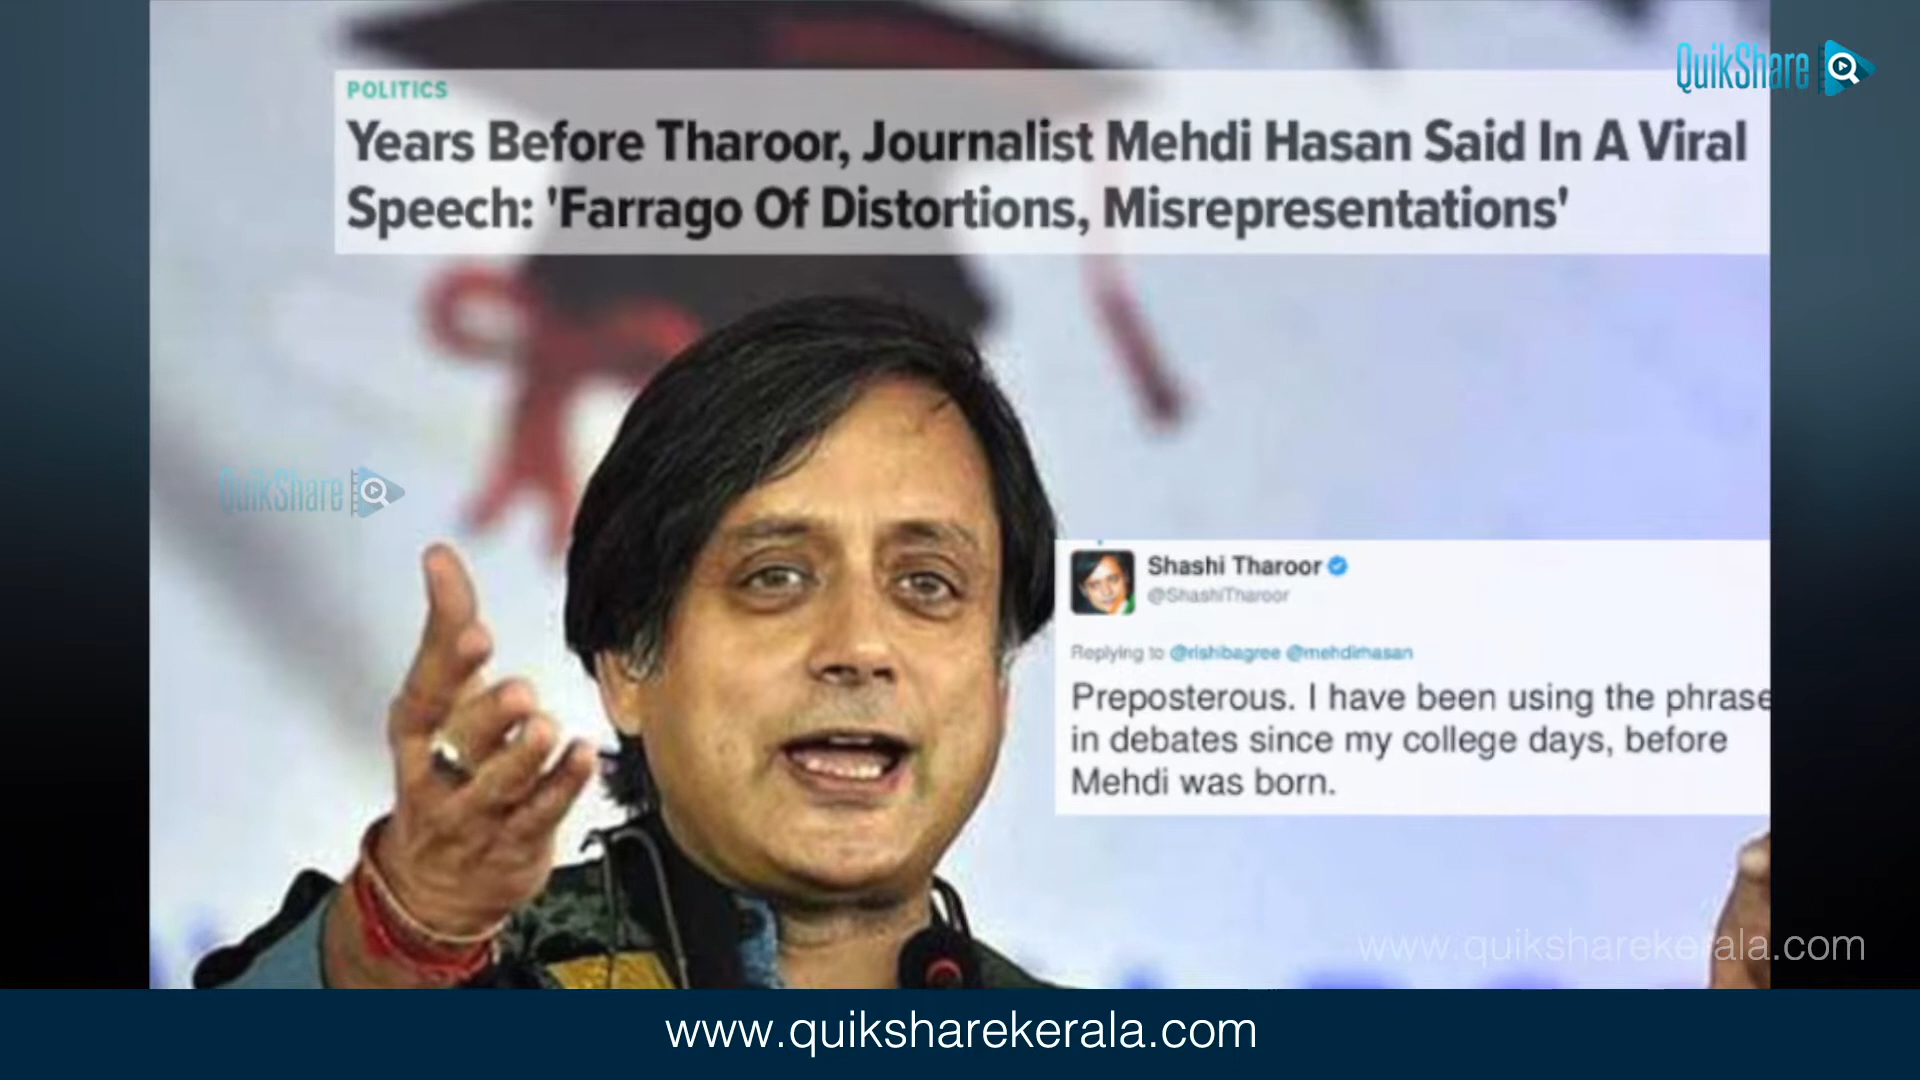 QuikShare
POLITICS
Years Before Tharoor, Journalist Mehdi Hasan Said In A Viral
Speech: 'Farrago Of Distortions, Misrepresentations'
QuikShare
Shashi Tharoor
@ShashiTharoor
Replying to @rishibagree @mehdirhasan
Preposterous. I have been using the phrase
in debates since my college days, before
Mehdi was born.
www.quiksharekerala.com
www.quiksharekerala.com